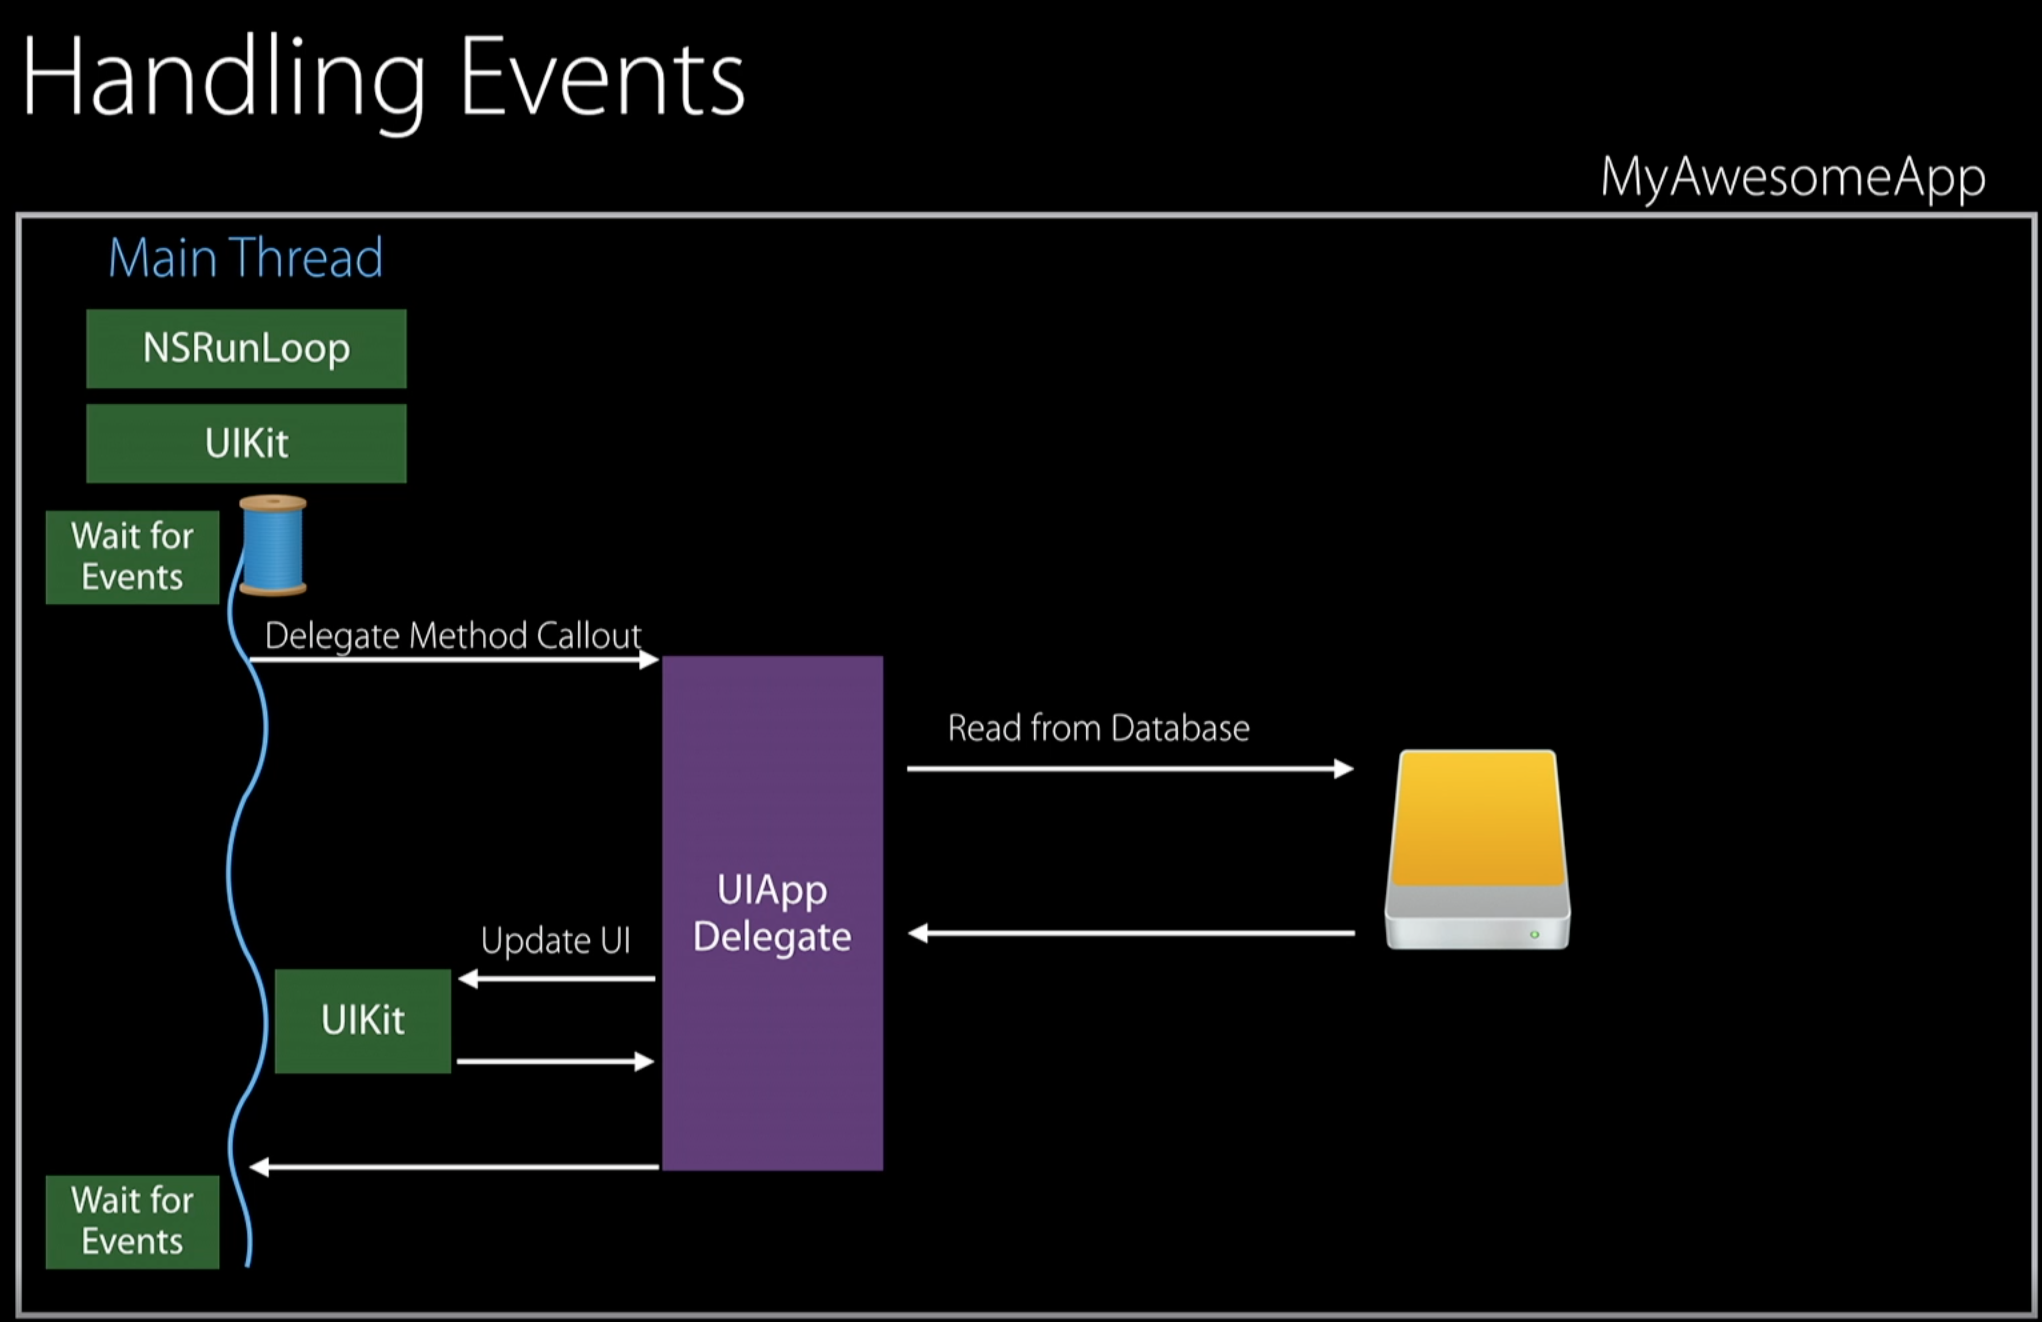 Handling Events
MyAwesomeApp
Main Thread
NSRunLoop
UIKit
Wait for
Events
Delegate Method Callout
Read from Database
UIApp
Delegate
Update UI
UIKit
Wait for
Events